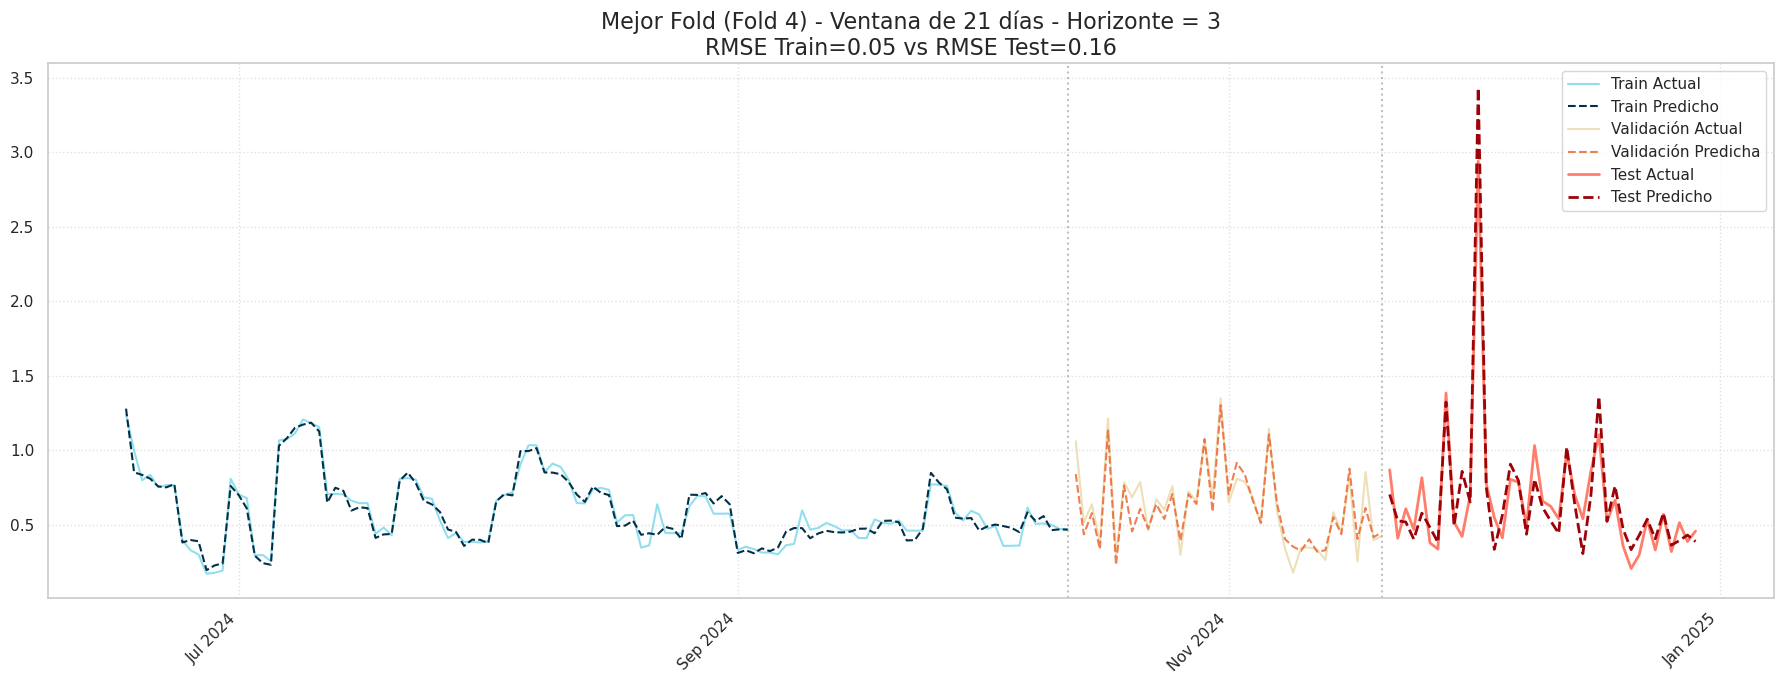 Mejor Fold (Fold 4) - Ventana de 21 días - Horizonte = 3
RMSE Train=0.05 vs RMSE Test=0.16
3.5
3.0
2.5
2.0
1.5
1.0
0.5
Train Actual
Train Predicho
Validación Actual
Validación Predicha
Test Actual
Test Predicho
Jul 2024
Sep 2024
Nov 2024
Jan 2025